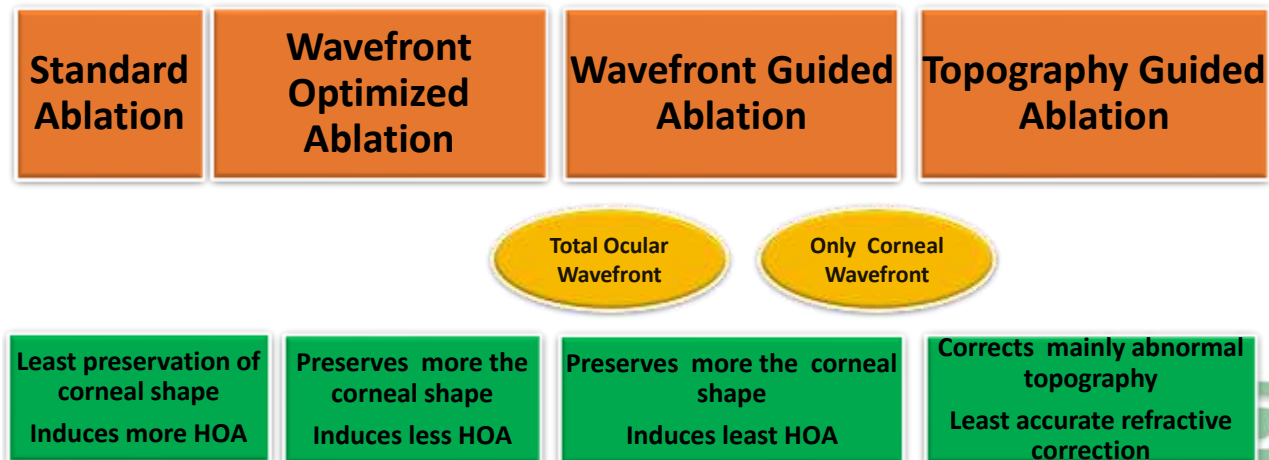 Standard
Ablation
Wavefront
Optimized
Ablation
Wavefront Guided
Ablation
Topography Guided
Ablation
Total Ocular
Wavefront
Only Corneal
Wavefront
Least preservation of
corneal shape
Induces more HOA
Preserves more the
corneal shape
Induces less HOA
Preserves more the corneal
shape
Induces least HOA
Corrects mainly abnormal
topography
Least accurate refractive
correction